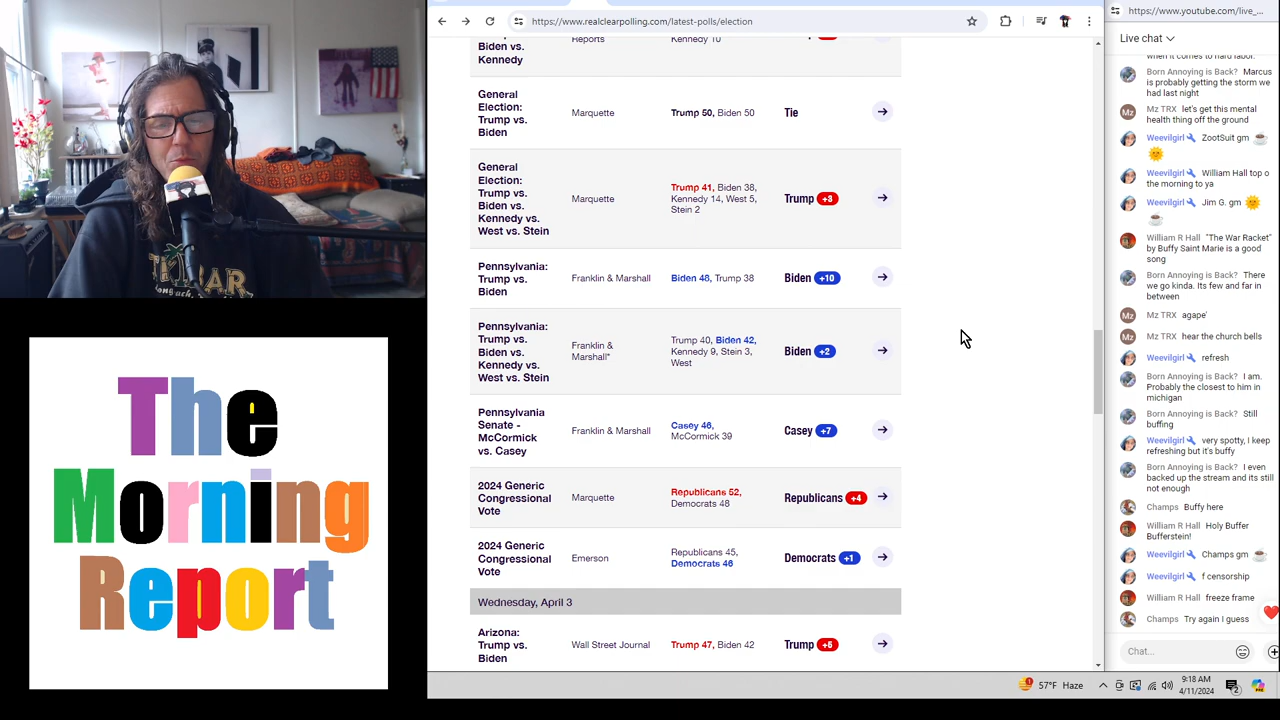 https://www.realclearpolling.com/latest-polls/election
https://www.youtube.com/live_...
Biden vs.
Kennedy
Reports
Kennedy 10
General
Election:
Trump vs.
Biden
Marquette
Trump 50, Biden 50
Tie
General
Election:
Trump vs.
Biden vs.
Kennedy vs.
West vs. Stein
Marquette
Trump 41, Biden 38,
Kennedy 14, West 5,
Stein 2
Trump +3
Pennsylvania:
Trump vs.
Biden
Franklin & Marshall
Biden 48, Trump 38
Biden +10
Pennsylvania:
Trump vs.
Biden vs.
Kennedy vs.
West vs. Stein
Franklin &
Marshall*
Trump 40, Biden 42,
Kennedy 9, Stein 3,
West
Biden +2
Pennsylvania
Senate -
McCormick
vs. Casey
Franklin & Marshall
Casey 46,
McCormick 39
Casey +7
2024 Generic
Congressional
Vote
Marquette
Republicans 52,
Democrats 48
Republicans +4
2024 Generic
Congressional
Vote
Emerson
Republicans 45,
Democrats 46
Democrats +1
Wednesday, April 3
Arizona:
Trump vs.
Biden
Wall Street Journal
Trump 47, Biden 42
Trump +5
Live chat
when it comes to hard labor.
Born Annoying is Back? Marcus
is probably getting the storm we
had last night
Mz TRX let's get this mental
health thing off the ground
Weevilgirl ZootSuit gm
Weevilgirl William Hall top o
the morning to ya
Weevilgirl Jim G. gm
William R Hall "The War Racket"
by Buffy Saint Marie is a good
song
Born Annoying is Back? There
we go kinda. Its few and far in
between
Mz TRX agape'
Mz TRX hear the church bells
Weevilgirl refresh
Born Annoying is Back? I am.
Probably the closest to him in
michigan
Born Annoying is Back? Still
buffing
Weevilgirl very spotty, I keep
refreshing but it's buffy
Born Annoying is Back? I even
backed up the stream and its still
not enough
Champs Buffy here
William R Hall Holy Buffer
Bufferstein!
Weevilgirl Champs gm
Weevilgirl f censorship
William R Hall freeze frame
Champs Try again I guess
Chat...
57°F Haze
9:18 AM
4/11/2024
2
The
Morning
Report